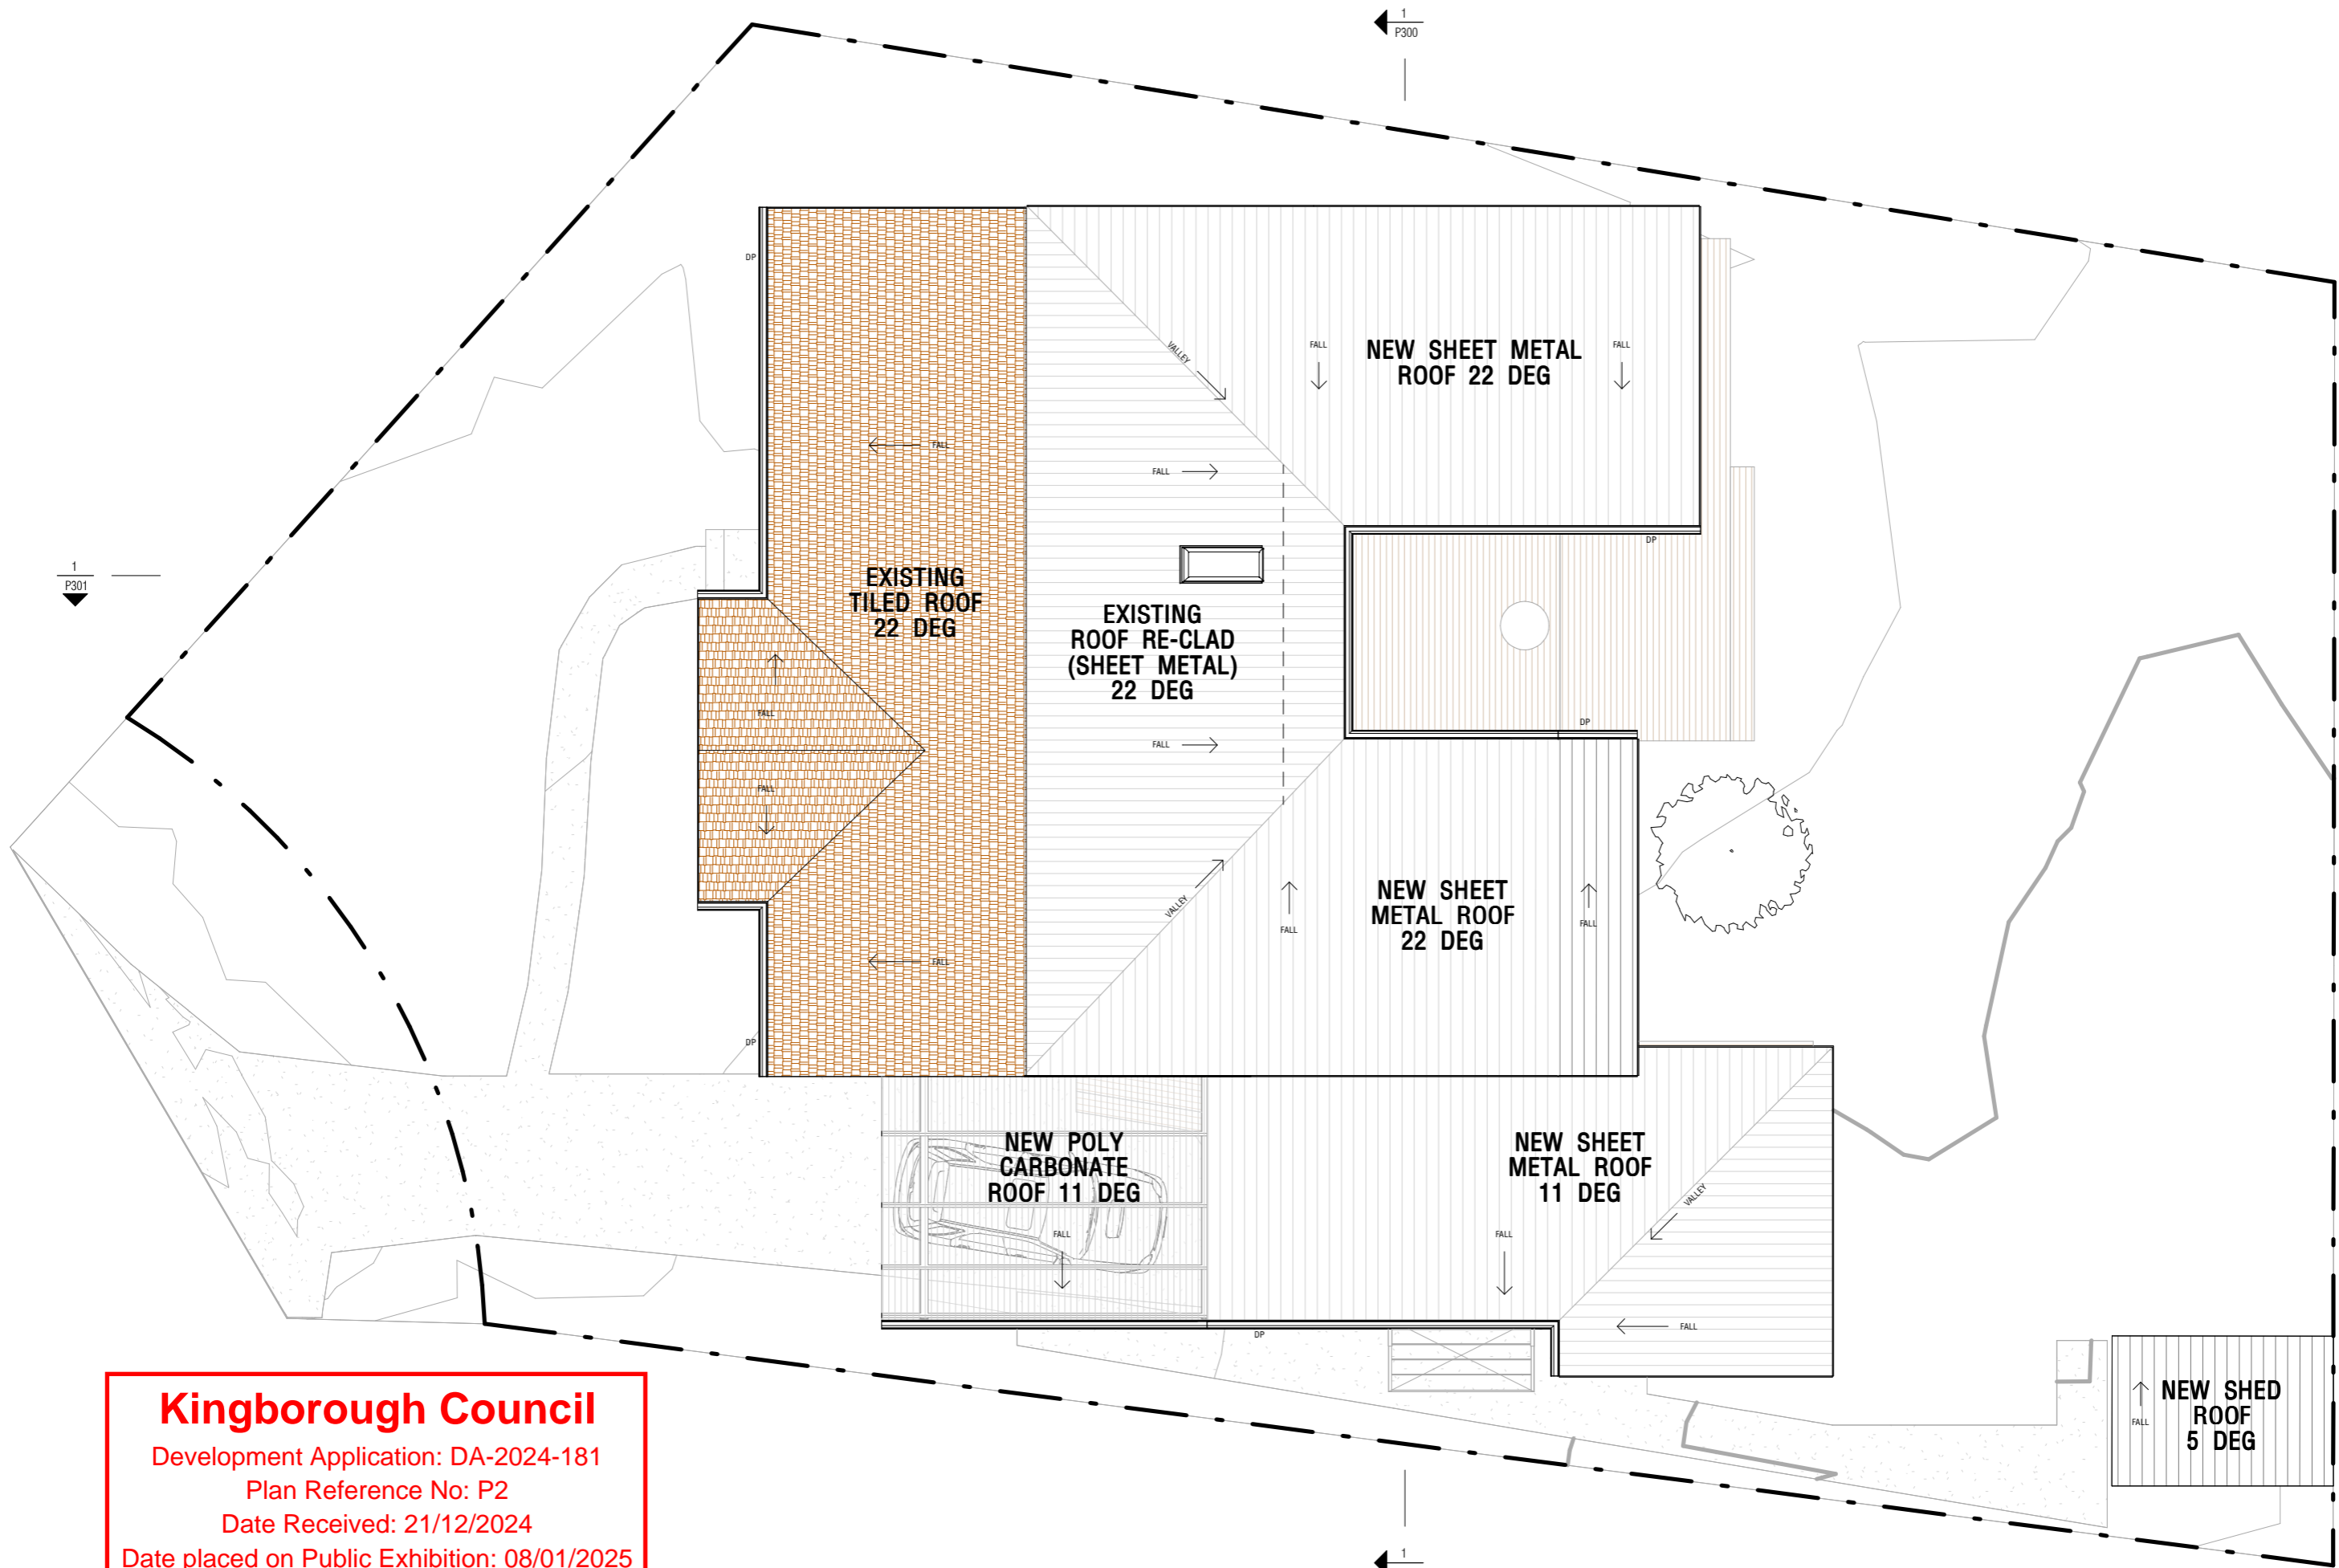 1
P300
DP
VALLEY
FALL
NEW SHEET METAL
ROOF 22 DEG
FALL
FALL
FALL
1
P301
EXISTING
TILED ROOF
22 DEG
EXISTING
ROOF RE-CLAD
(SHEET METAL)
22 DEG
DP
FALL
FALL
DP
FALL
VALLEY
NEW SHEET
METAL ROOF
22 DEG
FALL
FALL
FALL
DP
NEW POLY
CARBONATE
ROOF 11 DEG
FALL
NEW SHEET
METAL ROOF
11 DEG
VALLEY
FALL
FALL
DP
NEW SHED
ROOF
5 DEG
FALL
Kingborough Council
Development Application: DA-2024-181
Plan Reference No: P2
Date Received: 21/12/2024
Date placed on Public Exhibition: 08/01/2025
1